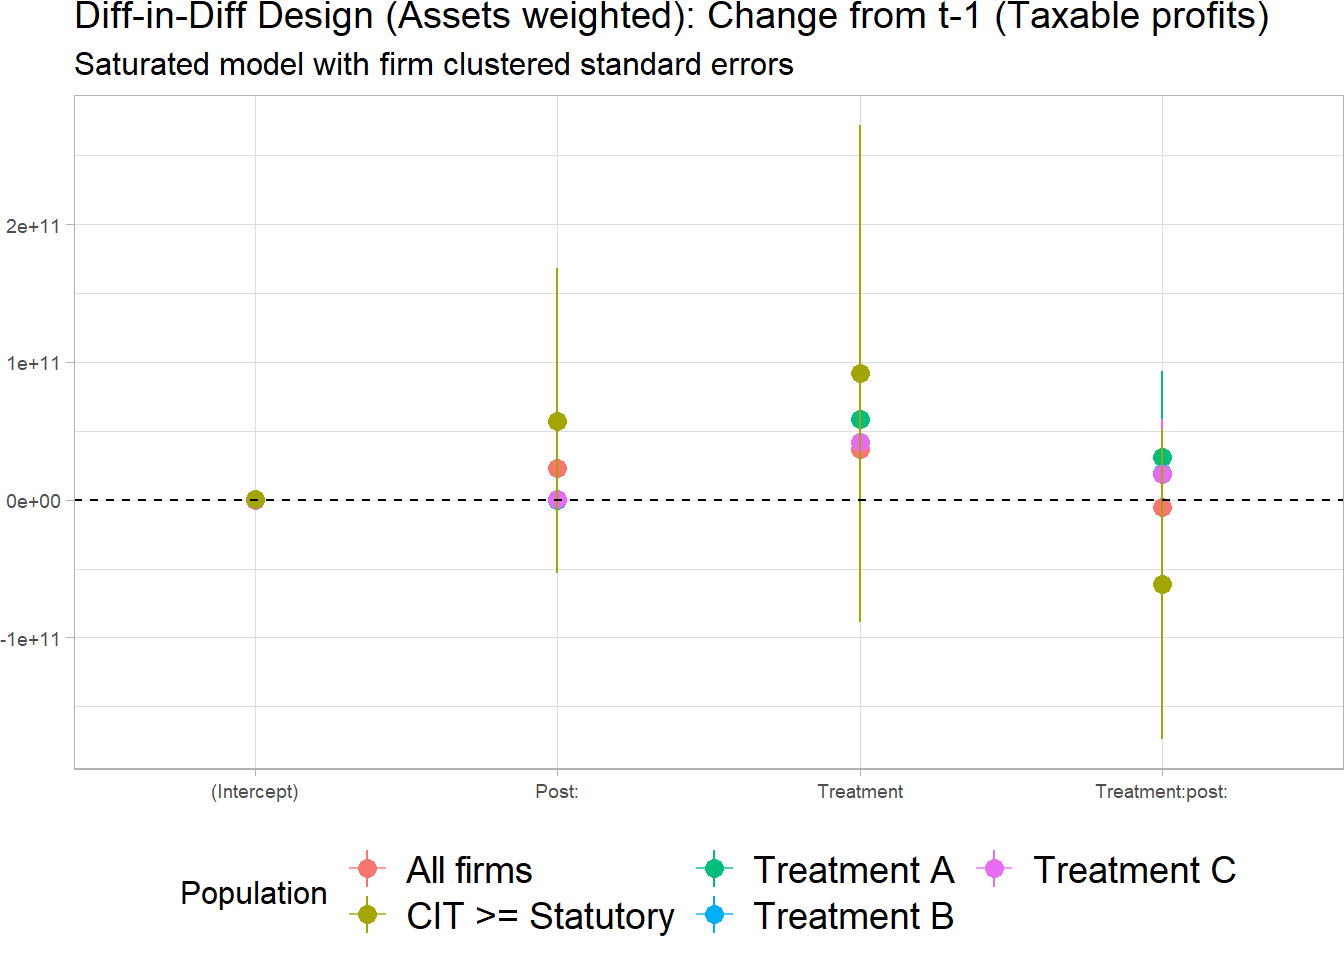 Diff-in-Diff Design (Assets weighted): Change from t-1 (Taxable profits)
Saturated model with firm clustered standard errors
2e+11
1e+11
0e+00
-1e+11
(Intercept) Post: Treatment Treatment:post:
Population
All firms Treatment A Treatment C
CIT >= Statutory Treatment B